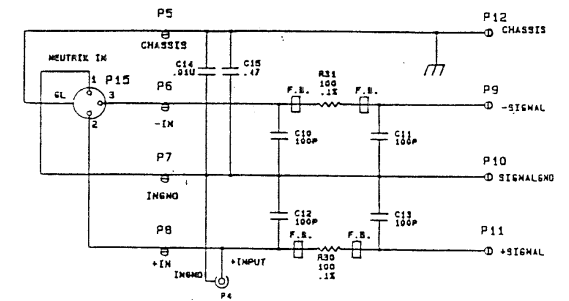 P5
CHASSIS
P12
CHASSIS
NEUTRIK IN
1 P15
3
GL
2
C14
.01U
C15
.47
P6
-IN
F.B.
R31
100
.1%
F.B.
P9
-SIGNAL
C10
100P
C11
100P
P7
INGND
P10
SIGNALGND
C12
100P
C13
100P
P8
+IN
F.B.
F.B.
P11
+SIGNAL
+INPUT
R30
100
.1%
INGND
P4